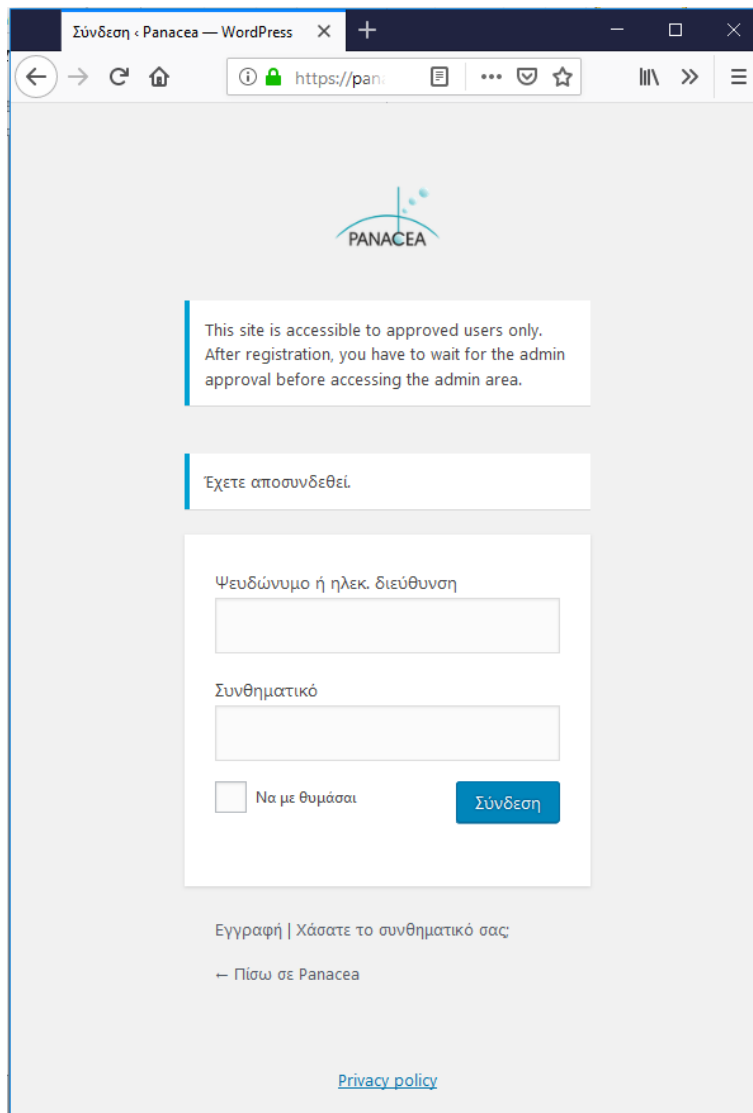 Σύνδεση ‹ Panacea — WordPress
https://pana
PANACEA
This site is accessible to approved users only.
After registration, you have to wait for the admin
approval before accessing the admin area.
Έχετε αποσυνδεθεί.
Ψευδώνυμο ή ηλεκ. διεύθυνση
Συνθηματικό
Να με θυμάσαι
Σύνδεση
Εγγραφή | Χάσατε το συνθηματικό σας;
← Πίσω σε Panacea
Privacy policy